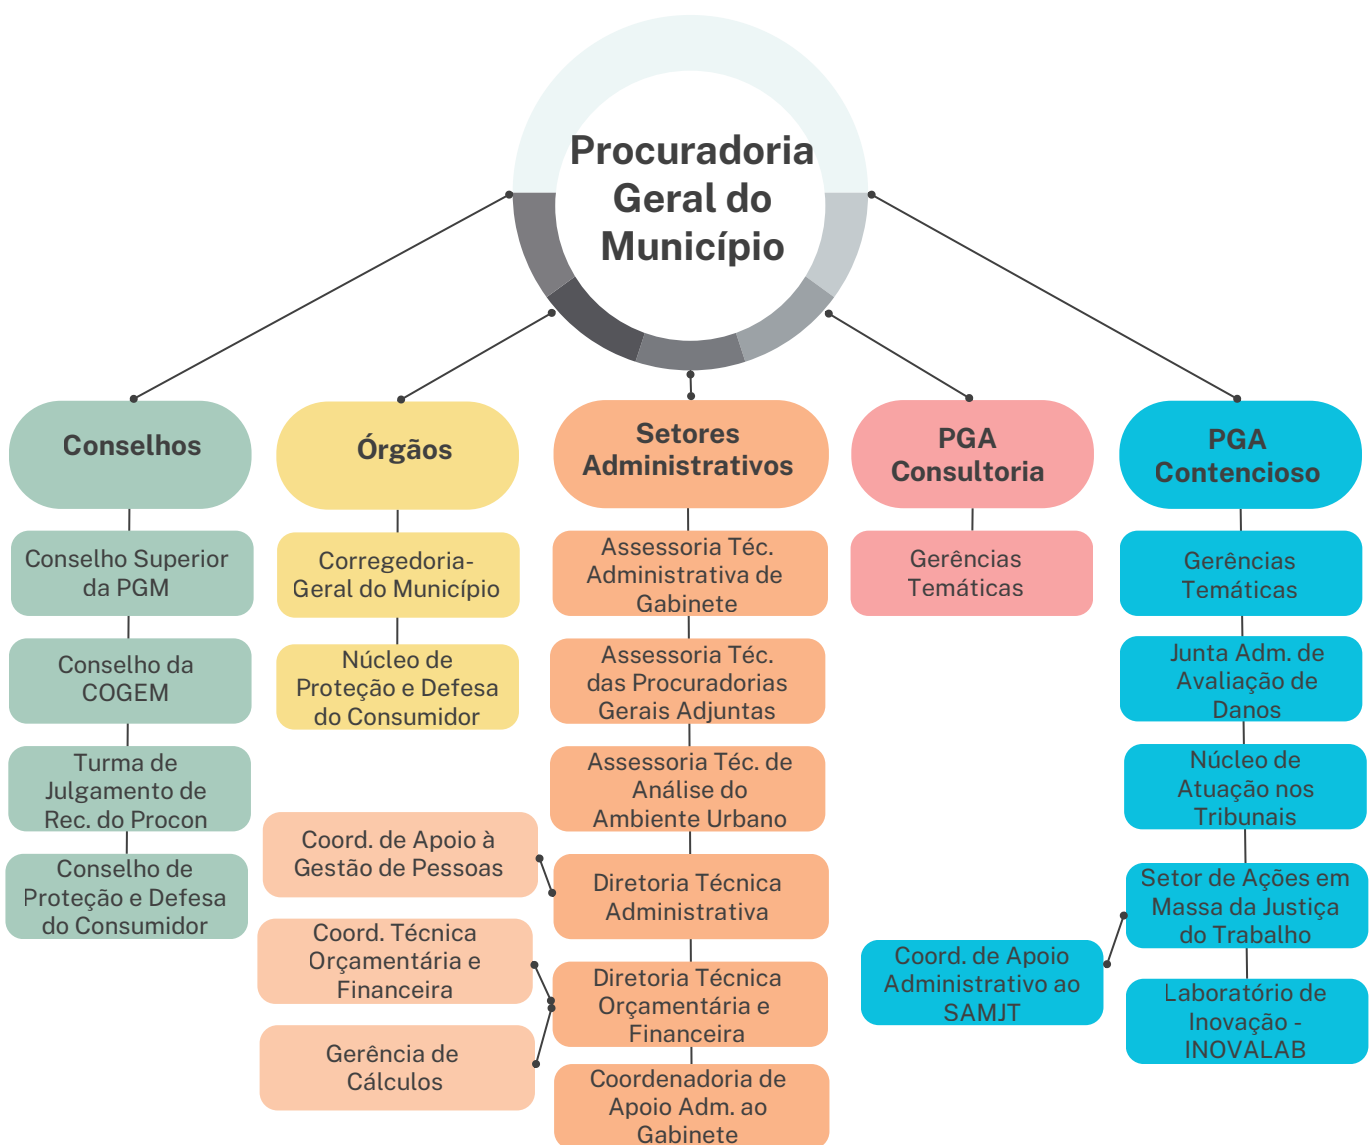 Procuradoria
Geral do
Município
Conselhos
Conselho Superior
da PGM
Conselho da
COGEM
Turma de
Julgamento de
Rec. do Procon
Conselho de
Proteção e Defesa
do Consumidor
Órgãos
Corregedoria-
Geral do Município
Núcleo de
Proteção e Defesa
do Consumidor
Setores
Administrativos
Assessoria Téc.
Administrativa de
Gabinete
Assessoria Téc.
das Procuradorias
Gerais Adjuntas
Assessoria Téc. de
Análise do
Ambiente Urbano
Diretoria Técnica
Administrativa
Coord. de Apoio à
Gestão de Pessoas
Diretoria Técnica
Orçamentária e
Financeira
Coord. Técnica
Orçamentária e
Financeira
Gerência de
Cálculos
Coordenadoria de
Apoio Adm. ao
Gabinete
PGA
Consultoria
Gerências
Temáticas
PGA
Contencioso
Gerências
Temáticas
Junta Adm. de
Avaliação de
Danos
Núcleo de
Atuação nos
Tribunais
Setor de Ações em
Massa da Justiça
do Trabalho
Coord. de Apoio
Administrativo ao
SAMJT
Laboratório de
Inovação -
INOVALAB